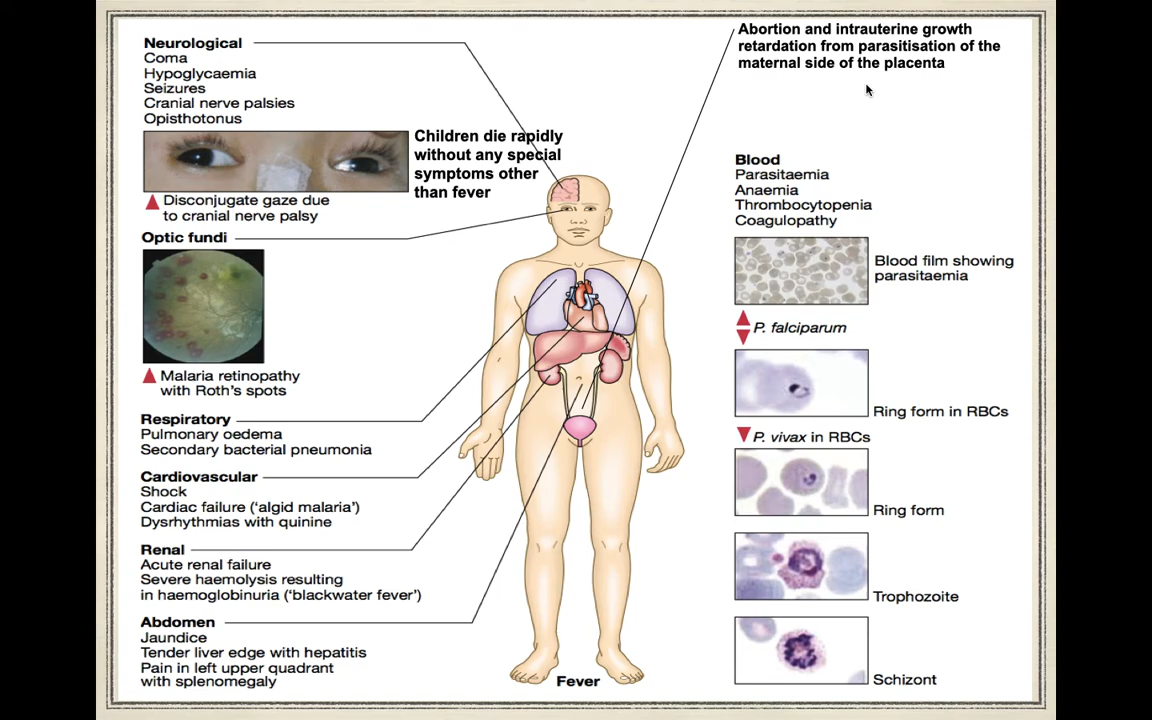 Neurological
Coma
Hypoglycaemia
Seizures
Cranial nerve palsies
Opisthotonus
Children die rapidly
without any special
symptoms other
than fever
Disconjugate gaze due
to cranial nerve palsy
Optic fundi
Malaria retinopathy
with Roth's spots
Respiratory
Pulmonary oedema
Secondary bacterial pneumonia
Cardiovascular
Shock
Cardiac failure ('algid malaria')
Dysrhythmias with quinine
Renal
Acute renal failure
Severe haemolysis resulting
in haemoglobinuria ('blackwater fever')
Abdomen
Jaundice
Tender liver edge with hepatitis
Pain in left upper quadrant
with splenomegaly
Fever
Abortion and intrauterine growth
retardation from parasitisation of the
maternal side of the placenta
Blood
Parasitaemia
Anaemia
Thrombocytopenia
Coagulopathy
Blood film showing
parasitaemia
P. falciparum
Ring form in RBCs
P. vivax in RBCs
Ring form
Trophozoite
Schizont